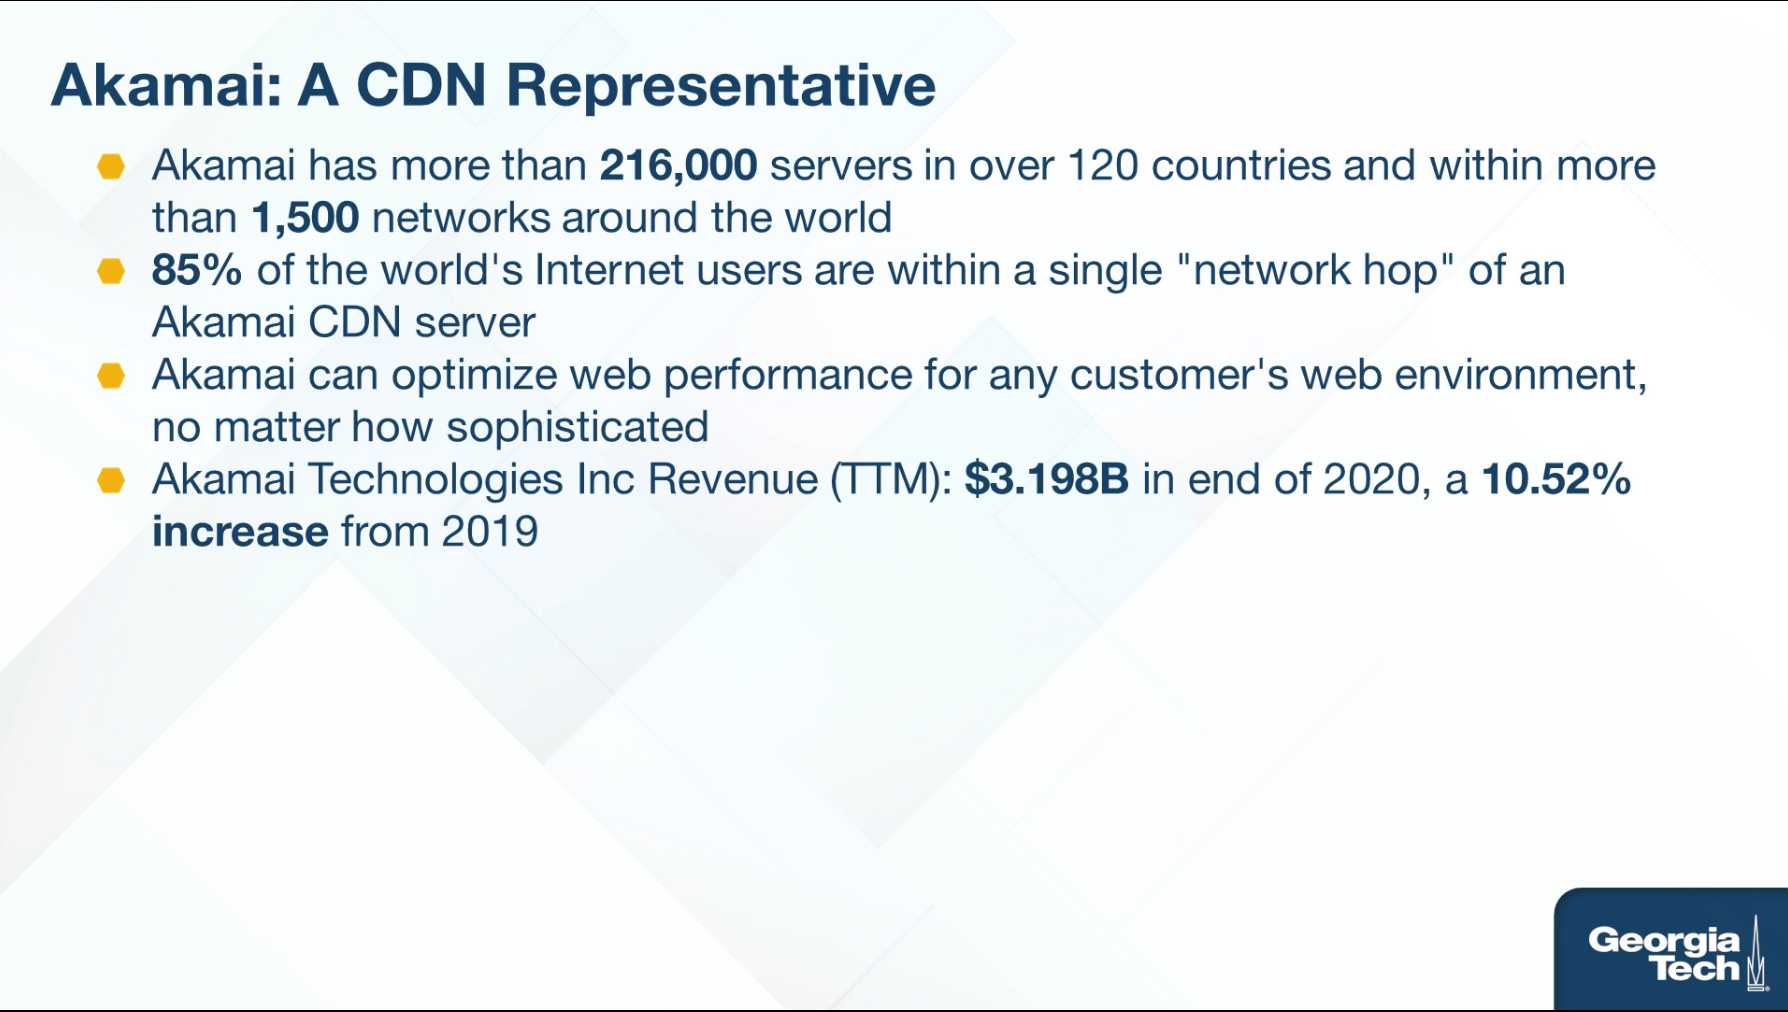 Akamai: A CDN Representative
Akamai has more than 216,000 servers in over 120 countries and within more
than 1,500 networks around the world
85% of the world's Internet users are within a single "network hop" of an
Akamai CDN server
Akamai can optimize web performance for any customer's web environment,
no matter how sophisticated
Akamai Technologies Inc Revenue (TTM): $3.198B in end of 2020, a 10.52%
increase from 2019
Georgia
Tech